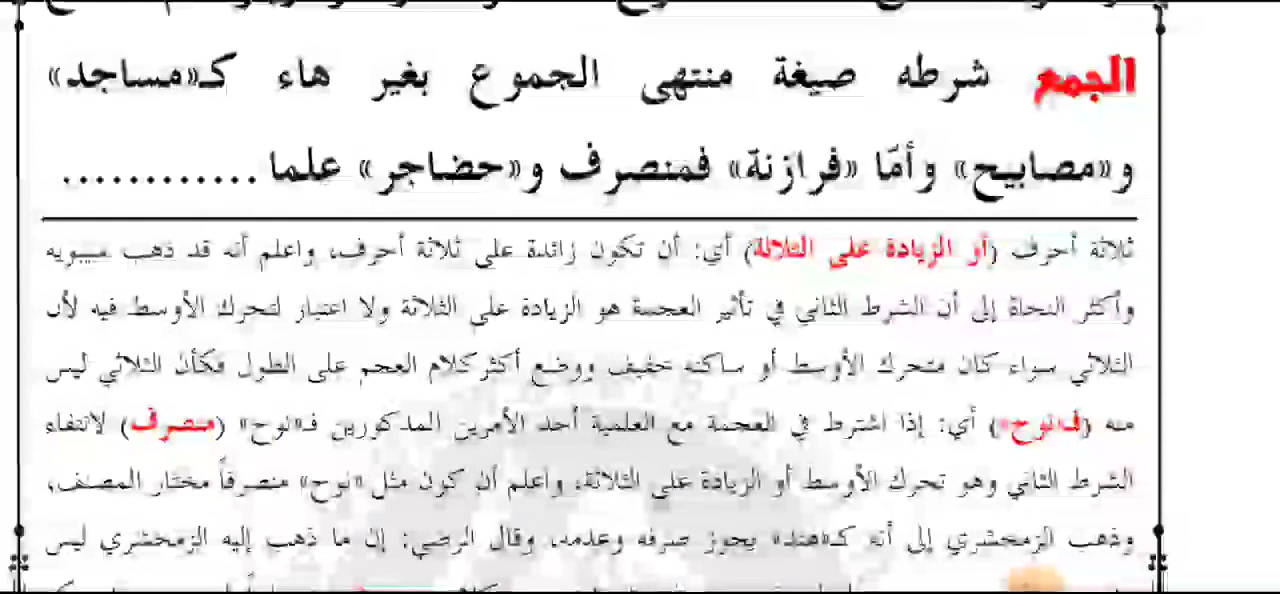 الجمع شرطه صيغة منتهى الجموع بغير هاء كـ«مساجد»
و«مصابيح» وأمّا «فرازنة» فمنصرف و«حضاجر» علما ............
ثلاثة أحرف (أو الزيادة على الثلاثة) أي: أن تكون زائدة على ثلاثة أحرف، واعلم أنه قد ذهب سيبويه
وأكثر النحاة إلى أن الشرط الثاني في تأثير العجمة هو الزيادة على الثلاثة ولا اعتبار لتحرك الأوسط فيه لأن
الثلاثي سواء كان متحرك الأوسط أو ساكنه خفيف ووضع أكثر كلام العجم على الطول فكأن الثلاثي ليس
منه (فـ«نوح») أي: إذا اشترط في العجمة مع العلمية أحد الأمرين المذكورين فـ«نوح» (منصرف) لانتفاء
الشرط الثاني وهو تحرك الأوسط أو الزيادة على الثلاثة، واعلم أن كون مثل «نوح» منصرفاً مختار المصنف،
وذهب الزمخشري إلى أنه كـ«هند» يجوز صرفه وعدمه، وقال الرضي: إن ما ذهب إليه الزمخشري ليس